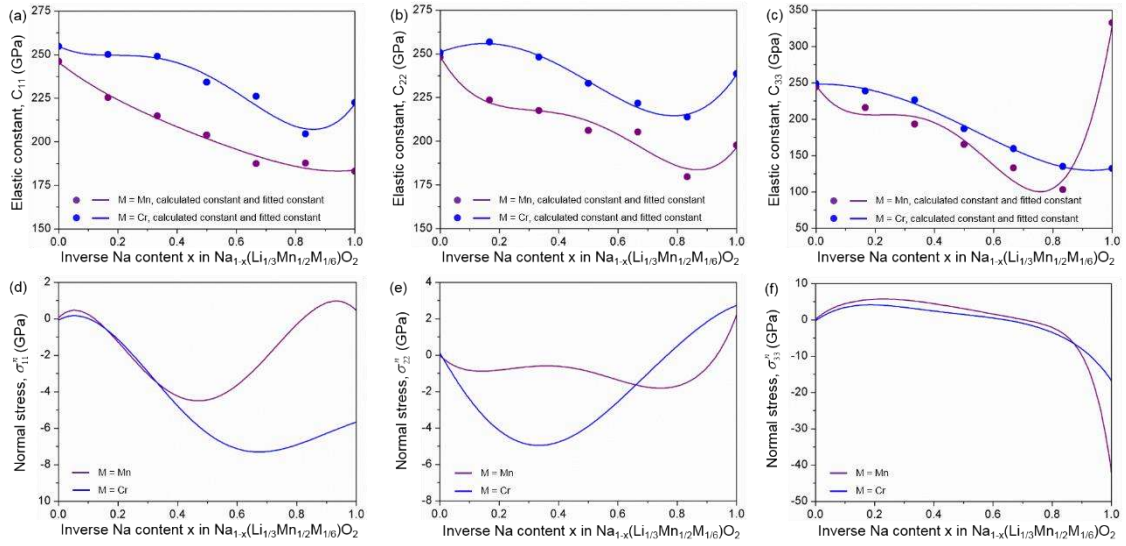 (a)
275
250
225
200
175
150
Elastic constant, C11 (GPa)
M = Mn, calculated constant and fitted constant
M = Cr, calculated constant and fitted constant
0.0 0.2 0.4 0.6 0.8 1.0
Inverse Na content x in Na1-x(Li1/3Mn1/2M1/6)O2
(b)
275
250
225
200
175
150
Elastic constant, C22 (GPa)
M = Mn, calculated constant and fitted constant
M = Cr, calculated constant and fitted constant
0.0 0.2 0.4 0.6 0.8 1.0
Inverse Na content x in Na1-x(Li1/3Mn1/2M1/6)O2
(c)
350
300
250
200
150
100
50
Elastic constant, C33 (Gpa)
M = Mn, calculated constant and fitted constant
M = Cr, calculated constant and fitted constant
0.0 0.2 0.4 0.6 0.8 1.0
Inverse Na content x in Na1-x(Li1/3Mn1/2M1/6)O2
(d)
2
0
-2
-4
-6
-8
10
Normal stress, σ11n (GPa)
M = Mn
M = Cr
0.0 0.2 0.4 0.6 0.8 1.0
Inverse Na content x in Na1-x(Li1/3Mn1/2M1/6)O2
(e)
4
2
0
-2
-4
6
-8
Normal stress, σ22n (GPa)
M = Mn
M = Cr
0.0 0.2 0.4 0.6 0.8 1.0
Inverse Na content x in Na1-x(Li1/3Mn1/2M1/6)O2
(f)
10
0
-10
-20
-30
-40
-50
Normal stress, σ33n (GPa)
M = Mn
M = Cr
0.0 0.2 0.4 0.6 0.8 1.0
Inverse Na content x in Na1-x(Li1/3Mn1/2M1/6)O2